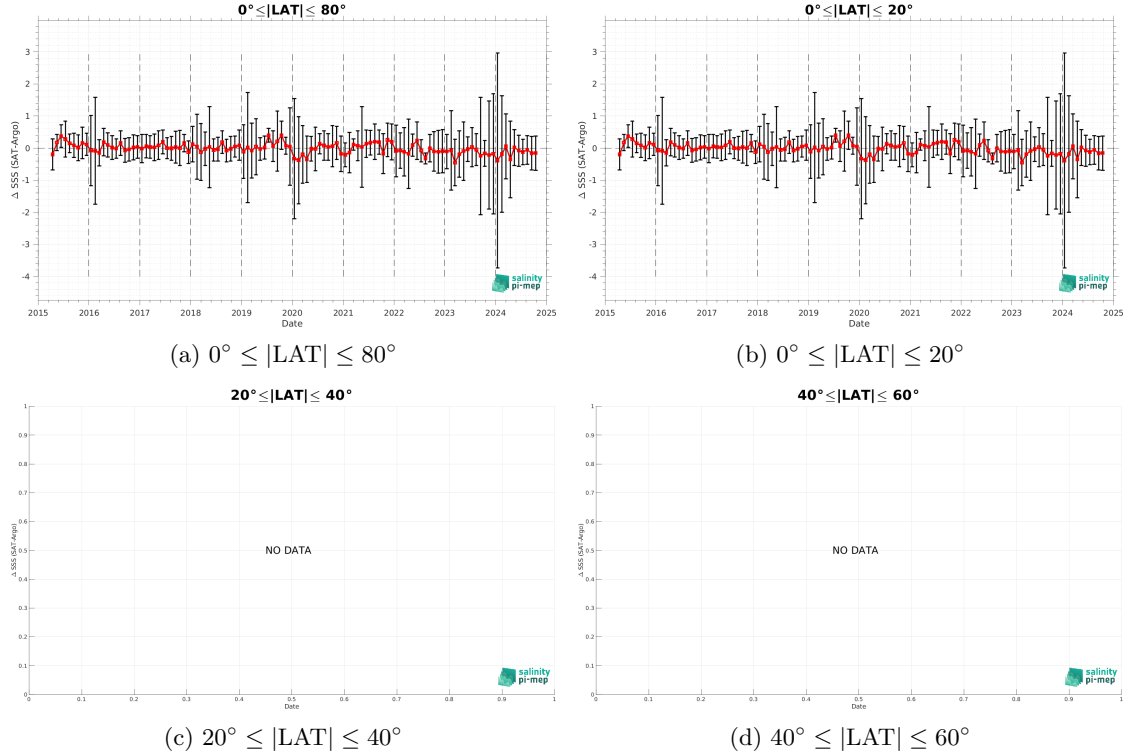 0°≤|LAT|≤ 80°
3
2
1
0
-1
-2
-3
-4
Δ SSS (SAT-Argo)
2015 2016 2017 2018 2019 2020 2021 2022 2023 2024 2025
Date
salinity
pi-mep
(a) 0° ≤ |LAT| ≤ 80°
0°≤|LAT|≤ 20°
3
2
1
0
-1
-2
-3
-4
Δ SSS (SAT-Argo)
2015 2016 2017 2018 2019 2020 2021 2022 2023 2024 2025
Date
salinity
pi-mep
(b) 0° ≤ |LAT| ≤ 20°
20°≤|LAT|≤ 40°
1
0.9
0.8
0.7
0.6
0.5
0.4
0.3
0.2
0.1
0
Δ SSS (SAT-Argo)
NO DATA
0 0.1 0.2 0.3 0.4 0.5 0.6 0.7 0.8 0.9 1
Date
salinity
pi-mep
(c) 20° ≤ |LAT| ≤ 40°
40°≤|LAT|≤ 60°
1
0.9
0.8
0.7
0.6
0.5
0.4
0.3
0.2
0.1
0
Δ SSS (SAT-Argo)
NO DATA
0 0.1 0.2 0.3 0.4 0.5 0.6 0.7 0.8 0.9 1
Date
salinity
pi-mep
(d) 40° ≤ |LAT| ≤ 60°